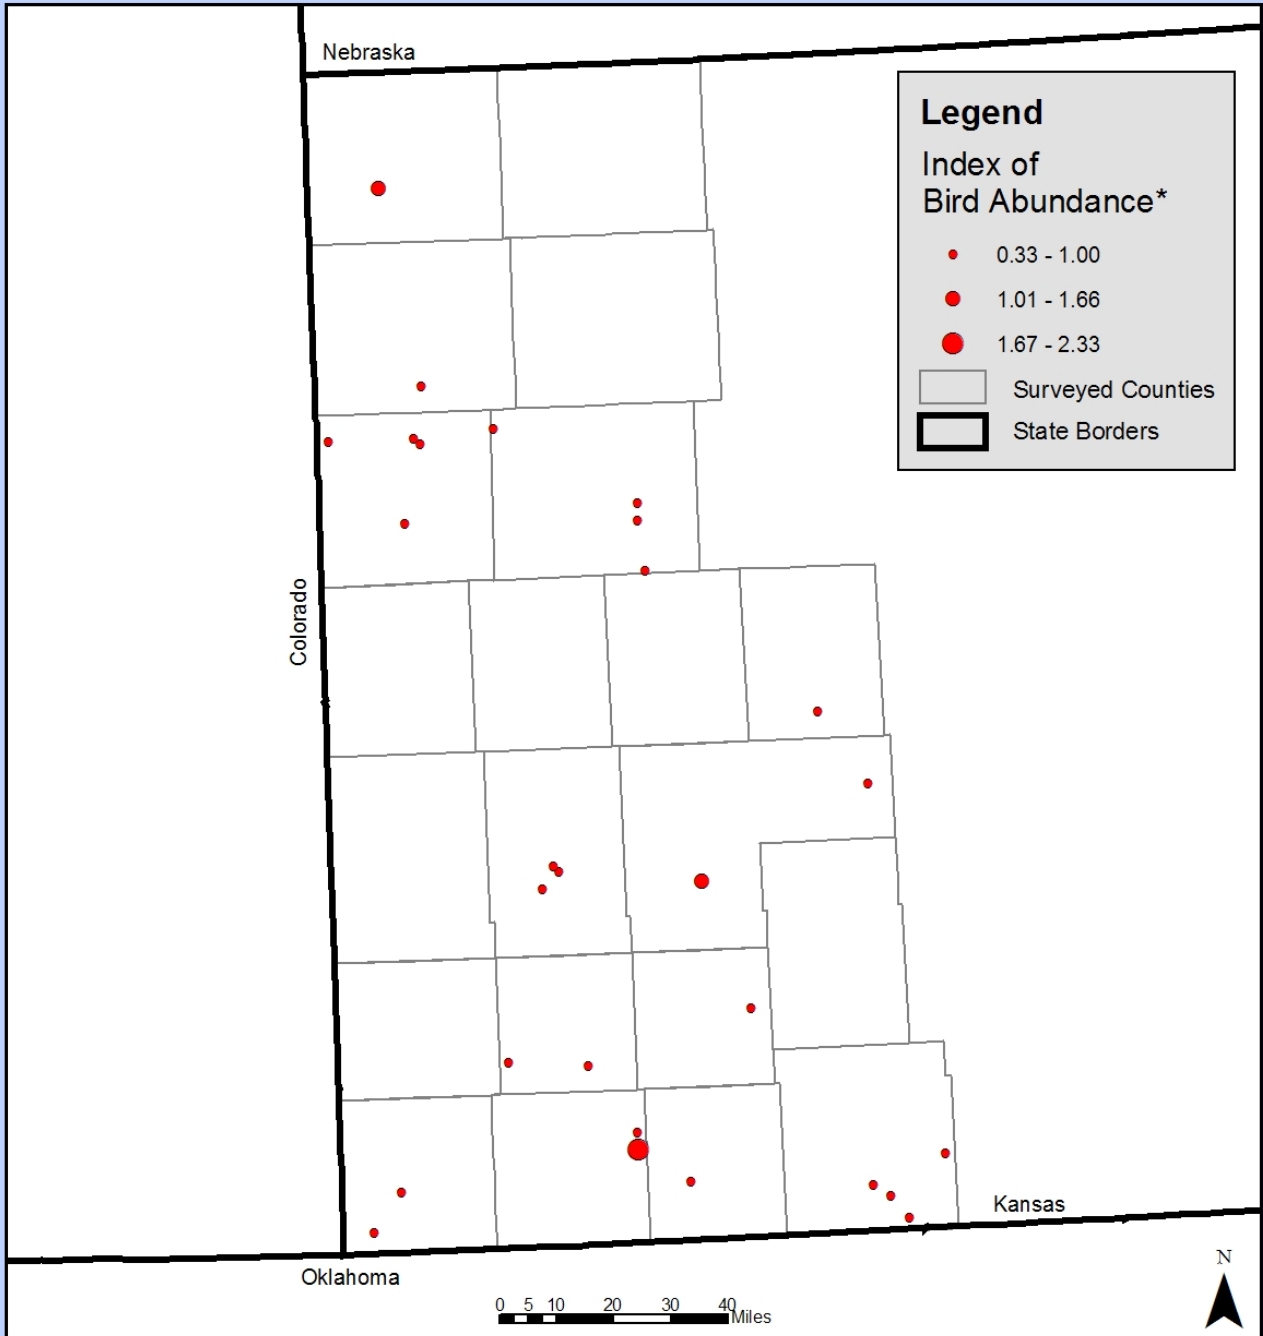 Nebraska
Legend
Index of
Bird Abundance*
0.33 - 1.00
1.01 - 1.66
1.67 - 2.33
Surveyed Counties
State Borders
Colorado
Kansas
Oklahoma
N
0 5 10 20 30 40
Miles